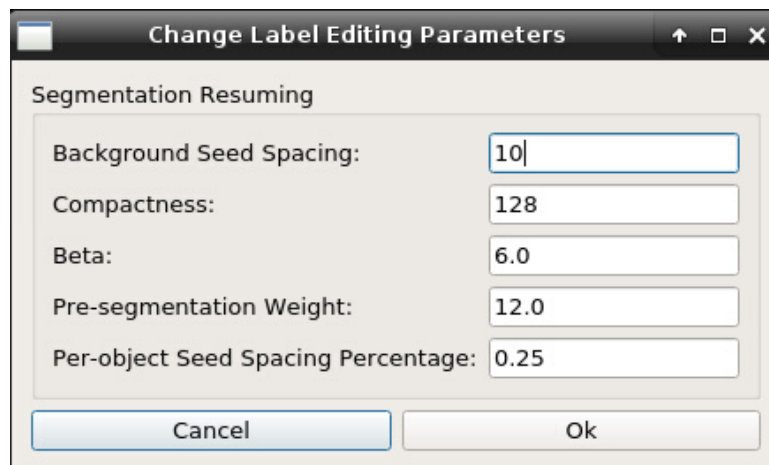 Change Label Editing Parameters
Segmentation Resuming
Background Seed Spacing: 10
Compactness: 128
Beta: 6.0
Pre-segmentation Weight: 12.0
Per-object Seed Spacing Percentage: 0.25
Cancel Ok